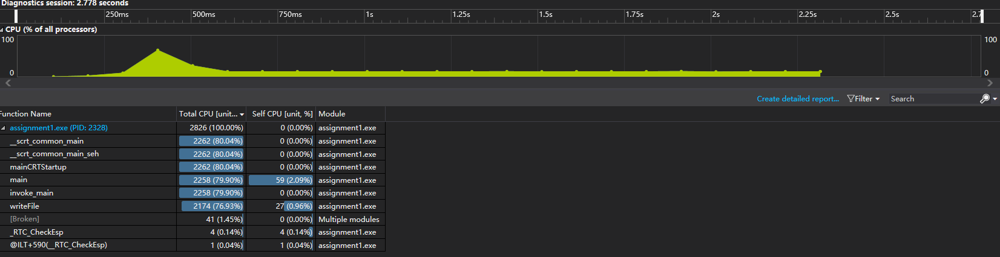 Diagnostics session: 2.778 seconds
250ms 500ms 750ms 1s 1.25s 1.5s 1.75s 2s 2.25s 2.5s 2.7
CPU (% of all processors)
100 100
0 0
Create detailed report... Filter Search
Function Name Total CPU [unit... Self CPU [unit, %] Module
assignment1.exe (PID: 2328) 2826 (100.00%) 0 (0.00%) assignment1.exe
__scrt_common_main 2262 (80.04%) 0 (0.00%) assignment1.exe
__scrt_common_main_seh 2262 (80.04%) 0 (0.00%) assignment1.exe
mainCRTStartup 2262 (80.04%) 0 (0.00%) assignment1.exe
main 2258 (79.90%) 59 (2.09%) assignment1.exe
invoke_main 2258 (79.90%) 0 (0.00%) assignment1.exe
writeFile 2174 (76.93%) 27 (0.96%) assignment1.exe
[Broken] 41 (1.45%) 0 (0.00%) Multiple modules
_RTC_CheckEsp 4 (0.14%) 4 (0.14%) assignment1.exe
@ILT+590(__RTC_CheckEsp) 1 (0.04%) 1 (0.04%) assignment1.exe